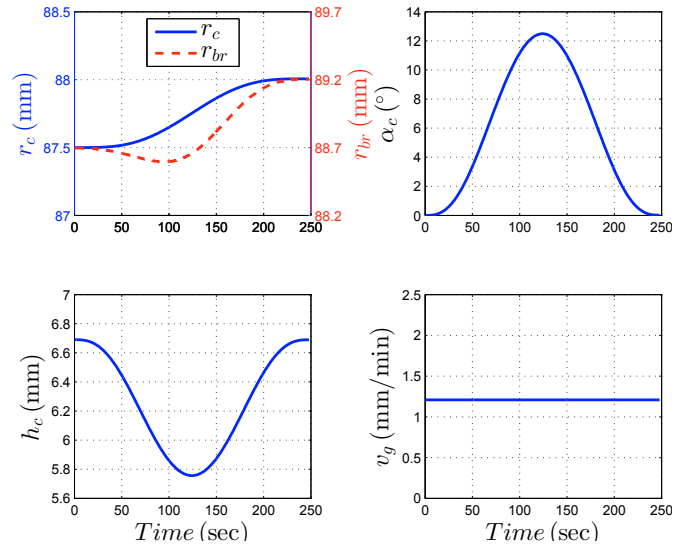 88.5
88
87.5
87
r_c (mm)
r_c
r_br
89.7
89.2
88.7
88.2
r_br (mm)
0 50 100 150 200 250
14
12
10
8
6
4
2
0
α_c (°)
0 50 100 150 200 250
7
6.8
6.6
6.4
6.2
6
5.8
5.6
h_c (mm)
0 50 100 150 200 250
Time (sec)
2.5
2
1.5
1
0.5
0
v_g (mm/min)
0 50 100 150 200 250
Time (sec)